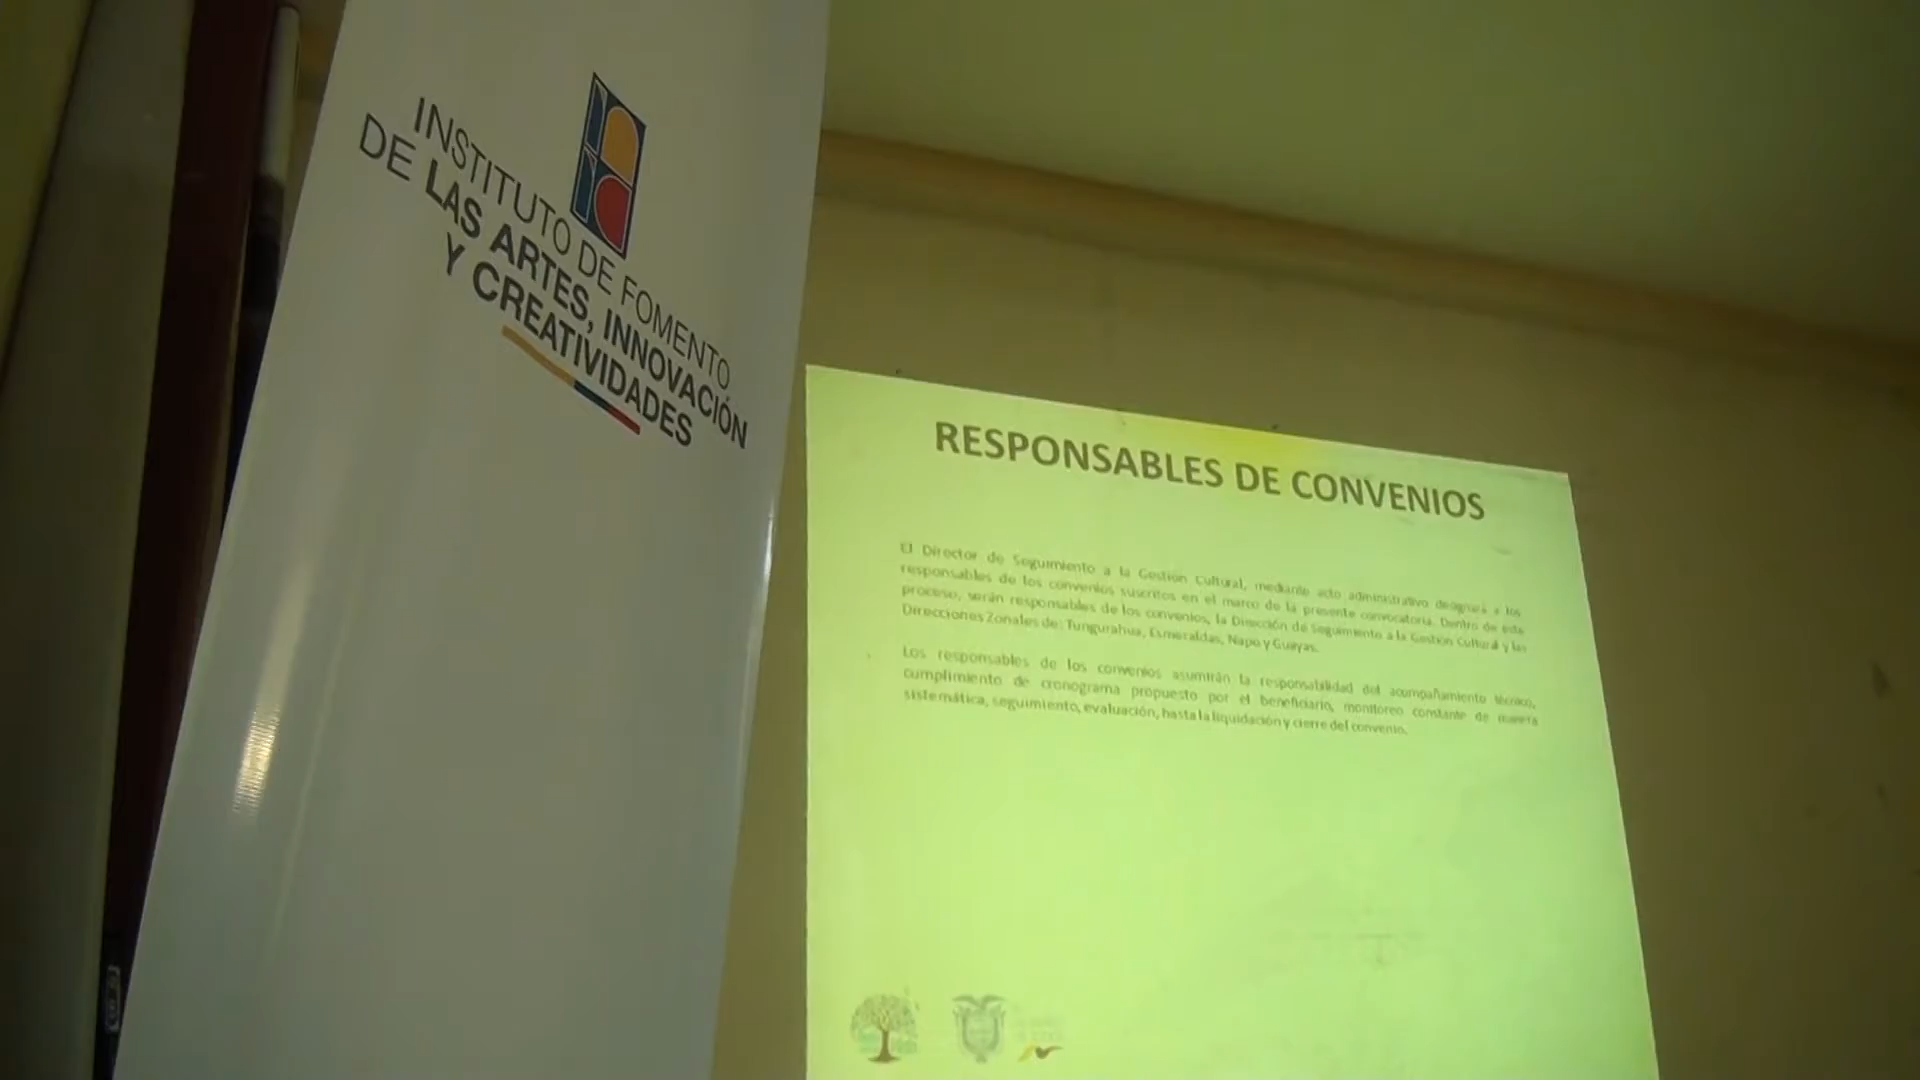 INSTITUTO DE FOMENTO
DE LAS ARTES, INNOVACIÓN
Y CREATIVIDADES
RESPONSABLES DE CONVENIOS
El Director de Seguimiento a la Gestión Cultural, mediante acto administrativo designará a los
responsables de los convenios suscritos en el marco de la presente convocatoria. Dentro de este
proceso, serán responsables de los convenios, la Dirección de Seguimiento a la Gestión Cultural y las
Direcciones Zonales de: Tungurahua, Esmeraldas, Napo y Guayas.
Los responsables de los convenios asumirán la responsabilidad del acompañamiento técnico,
cumplimiento de cronograma propuesto por el beneficiario, monitoreo constante de manera
sistemática, seguimiento, evaluación, hasta la liquidación y cierre del convenio.